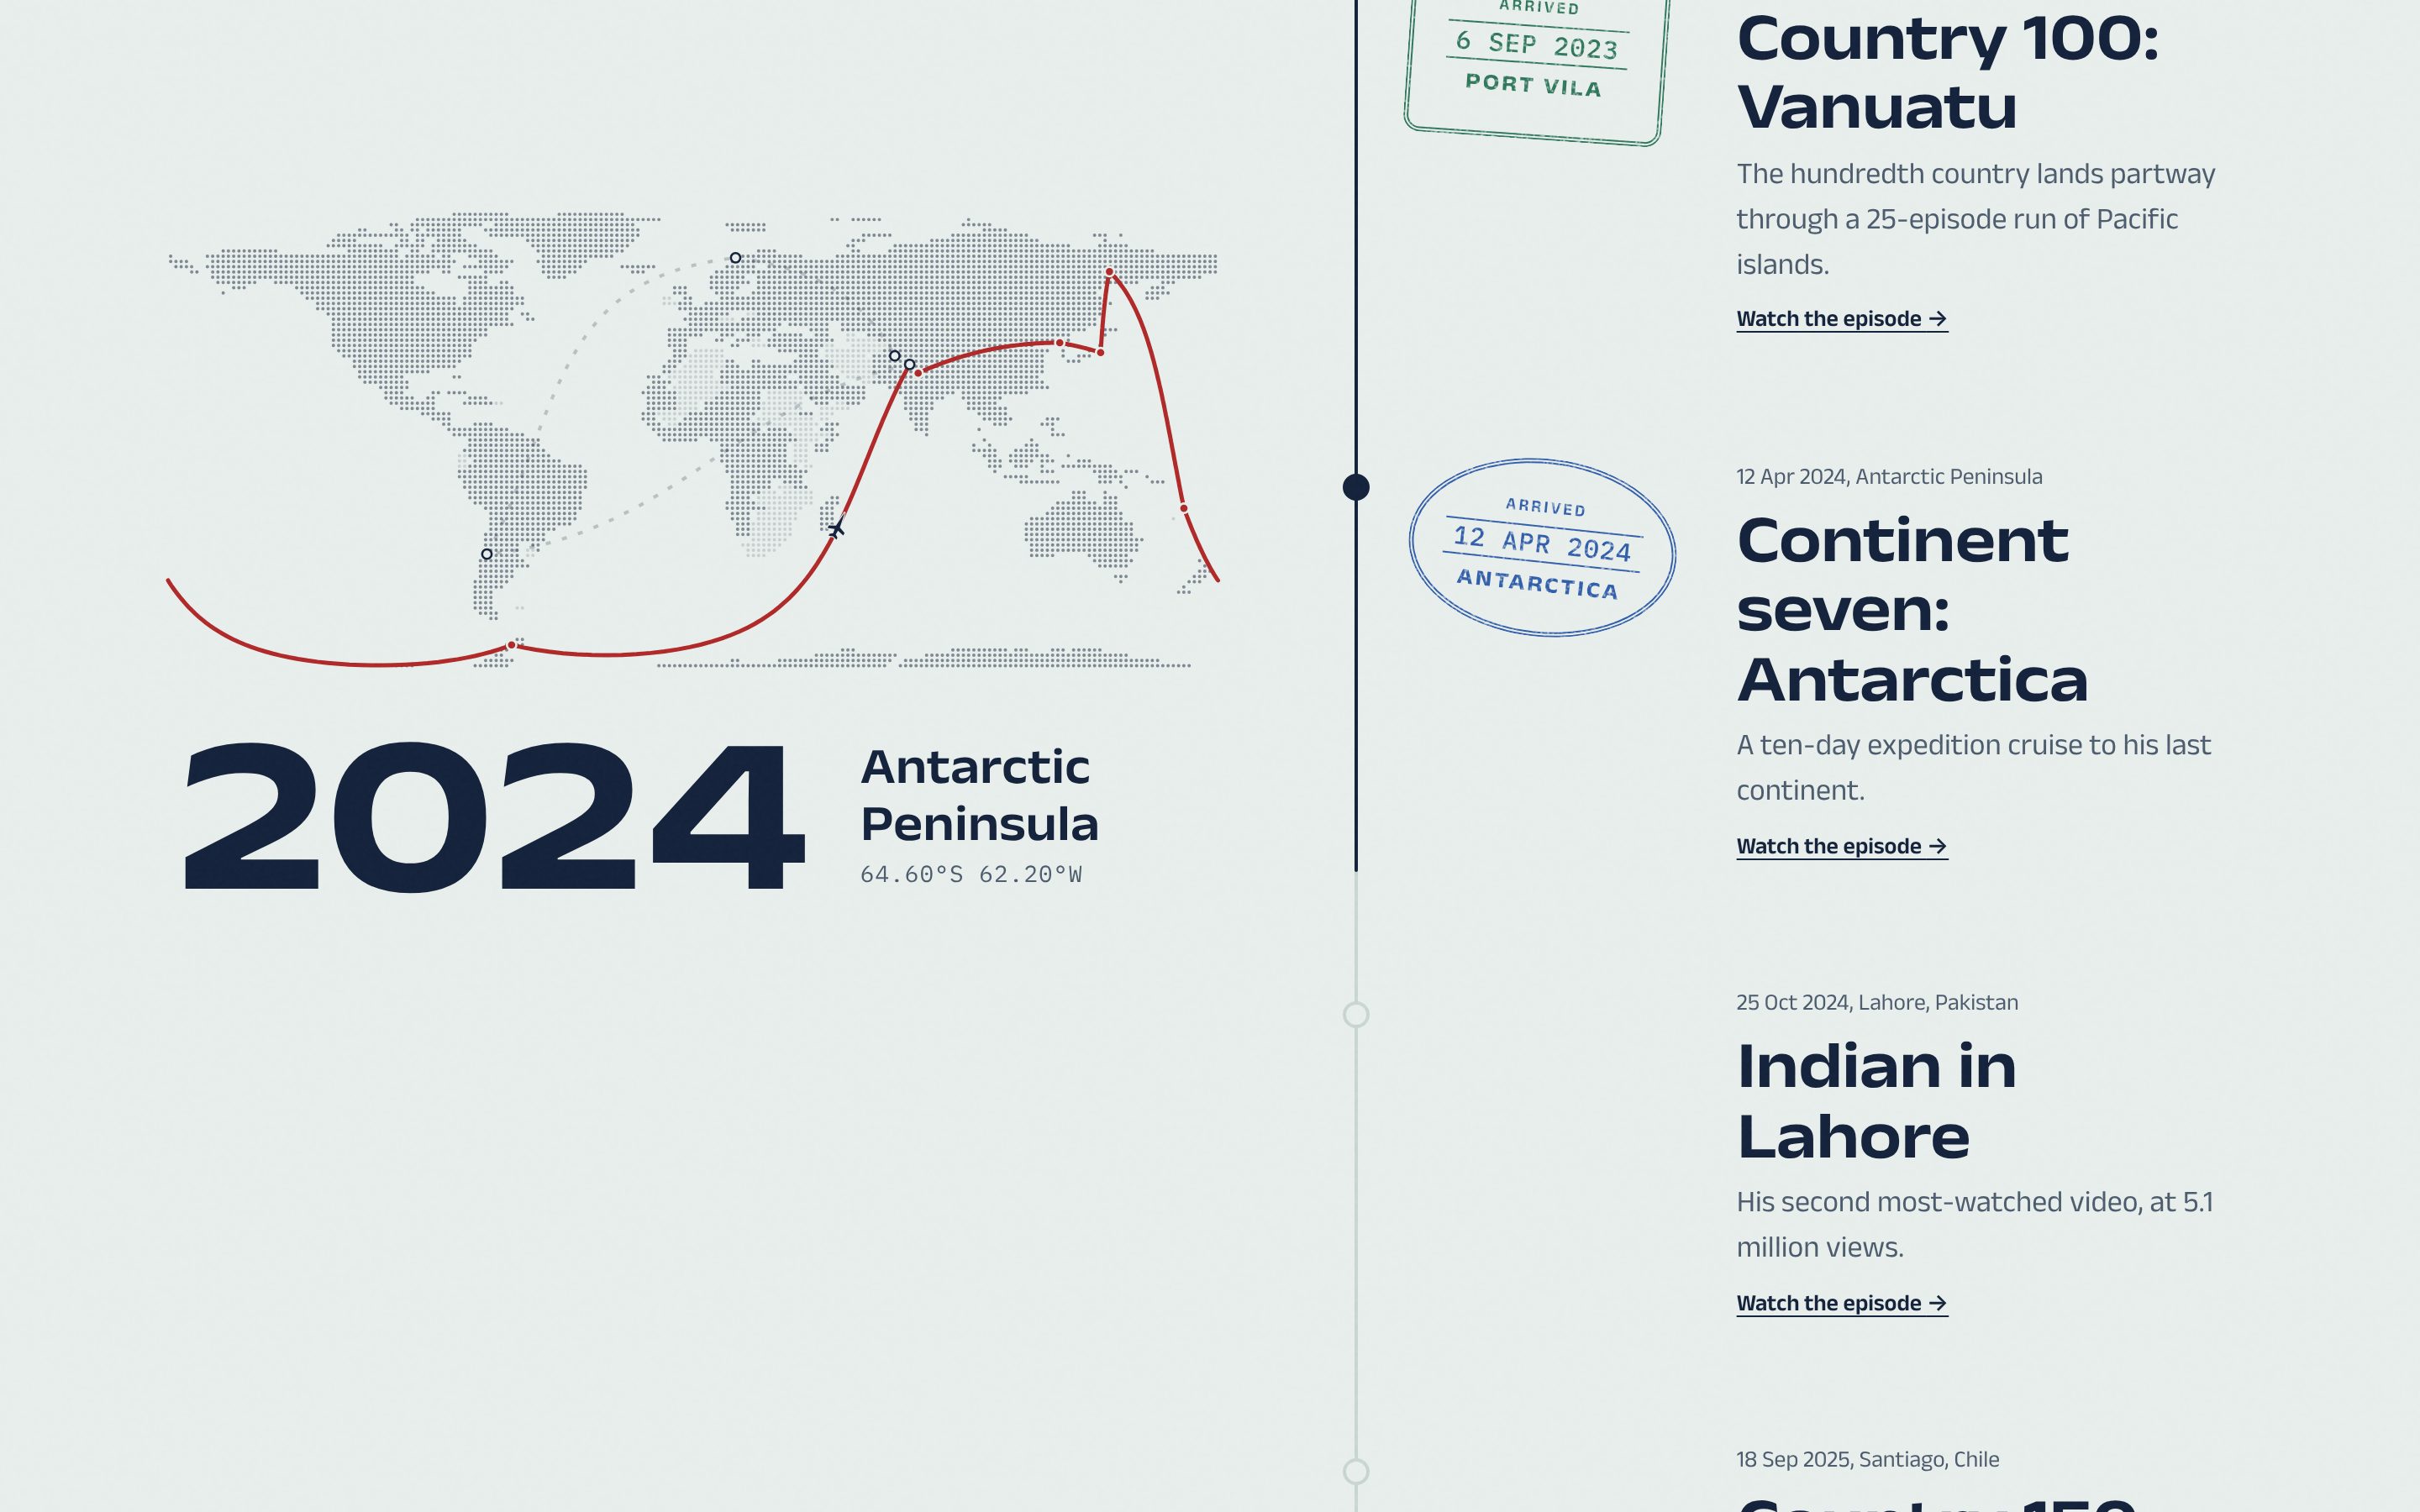 2024
Antarctic
Peninsula
64.60°S 62.20°W
ARRIVED
6 SEP 2023
PORT VILA
Country 100:
Vanuatu
The hundredth country lands partway
through a 25-episode run of Pacific
islands.
Watch the episode →
ARRIVED
12 APR 2024
ANTARCTICA
12 Apr 2024, Antarctic Peninsula
Continent
seven:
Antarctica
A ten-day expedition cruise to his last
continent.
Watch the episode →
25 Oct 2024, Lahore, Pakistan
Indian in
Lahore
His second most-watched video, at 5.1
million views.
Watch the episode →
18 Sep 2025, Santiago, Chile